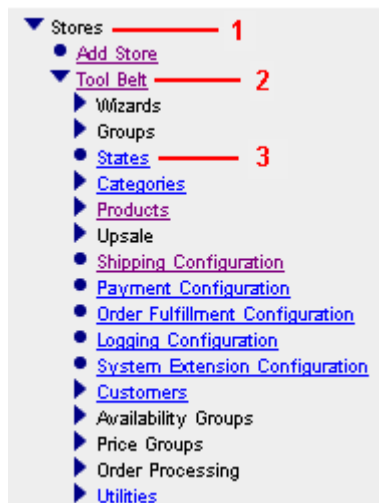 Stores 1
Add Store
Tool Belt 2
Wizards
Groups
States 3
Categories
Products
Upsale
Shipping Configuration
Payment Configuration
Order Fulfillment Configuration
Logging Configuration
System Extension Configuration
Customers
Availability Groups
Price Groups
Order Processing
Utilities